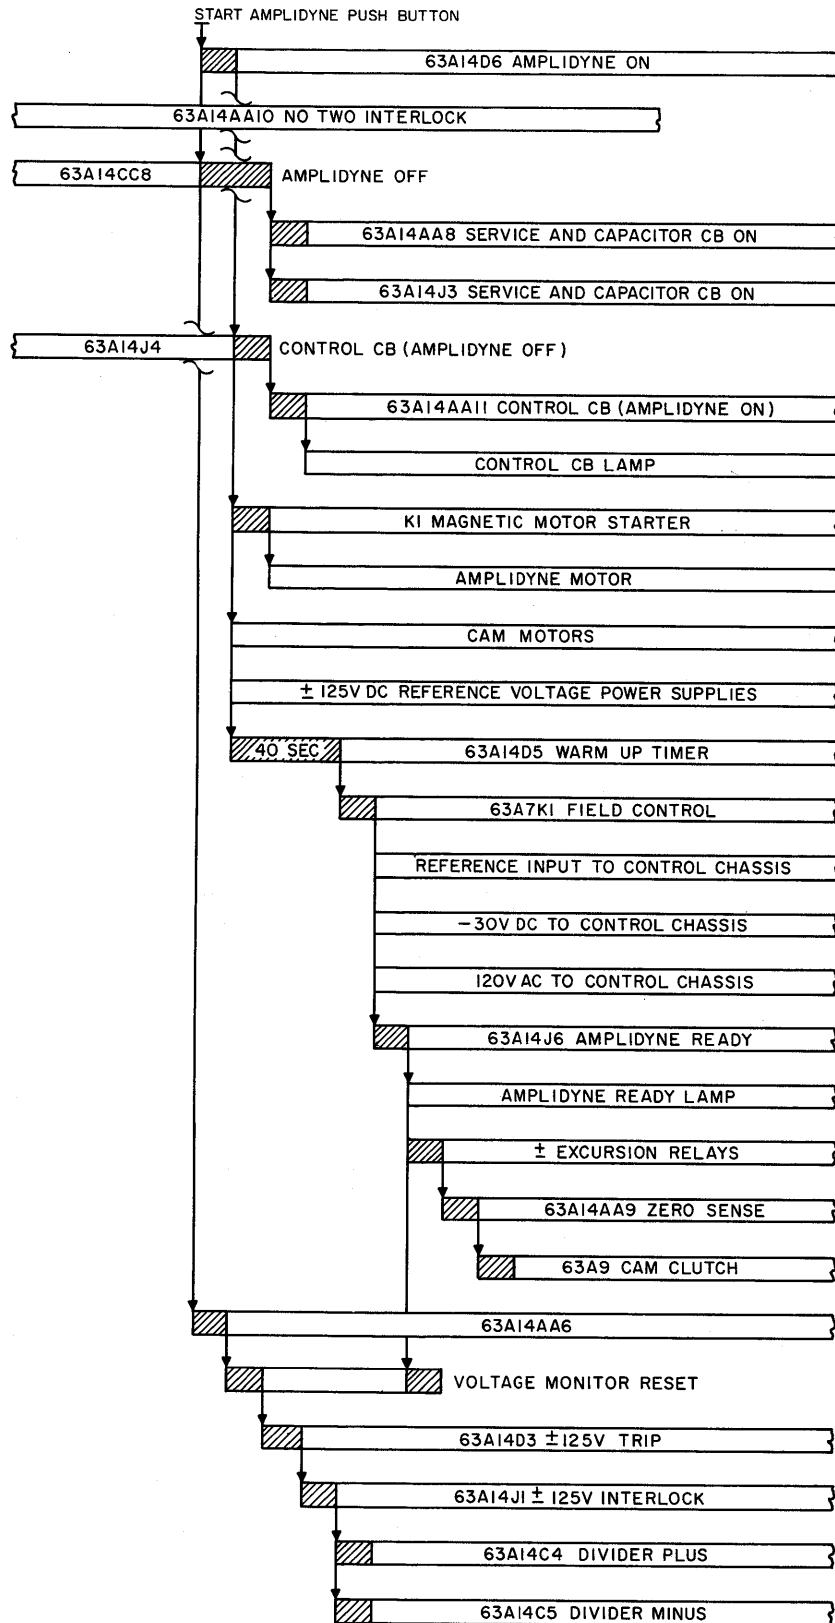 START AMPLIDYNE PUSH BUTTON
63A14D6 AMPLIDYNE ON
63A14AA10 NO TWO INTERLOCK
63A14CC8 AMPLIDYNE OFF
63A14AA8 SERVICE AND CAPACITOR CB ON
63A14J3 SERVICE AND CAPACITOR CB ON
63A14J4 CONTROL CB (AMPLIDYNE OFF)
63A14AA11 CONTROL CB (AMPLIDYNE ON)
CONTROL CB LAMP
K1 MAGNETIC MOTOR STARTER
AMPLIDYNE MOTOR
CAM MOTORS
± 125V DC REFERENCE VOLTAGE POWER SUPPLIES
40 SEC 63A14D5 WARM UP TIMER
63A7K1 FIELD CONTROL
REFERENCE INPUT TO CONTROL CHASSIS
-30V DC TO CONTROL CHASSIS
120V AC TO CONTROL CHASSIS
63A14J6 AMPLIDYNE READY
AMPLIDYNE READY LAMP
± EXCURSION RELAYS
63A14AA9 ZERO SENSE
63A9 CAM CLUTCH
63A14AA6
VOLTAGE MONITOR RESET
63A14D3 ±125V TRIP
63A14J1 ± 125V INTERLOCK
63A14C4 DIVIDER PLUS
63A14C5 DIVIDER MINUS